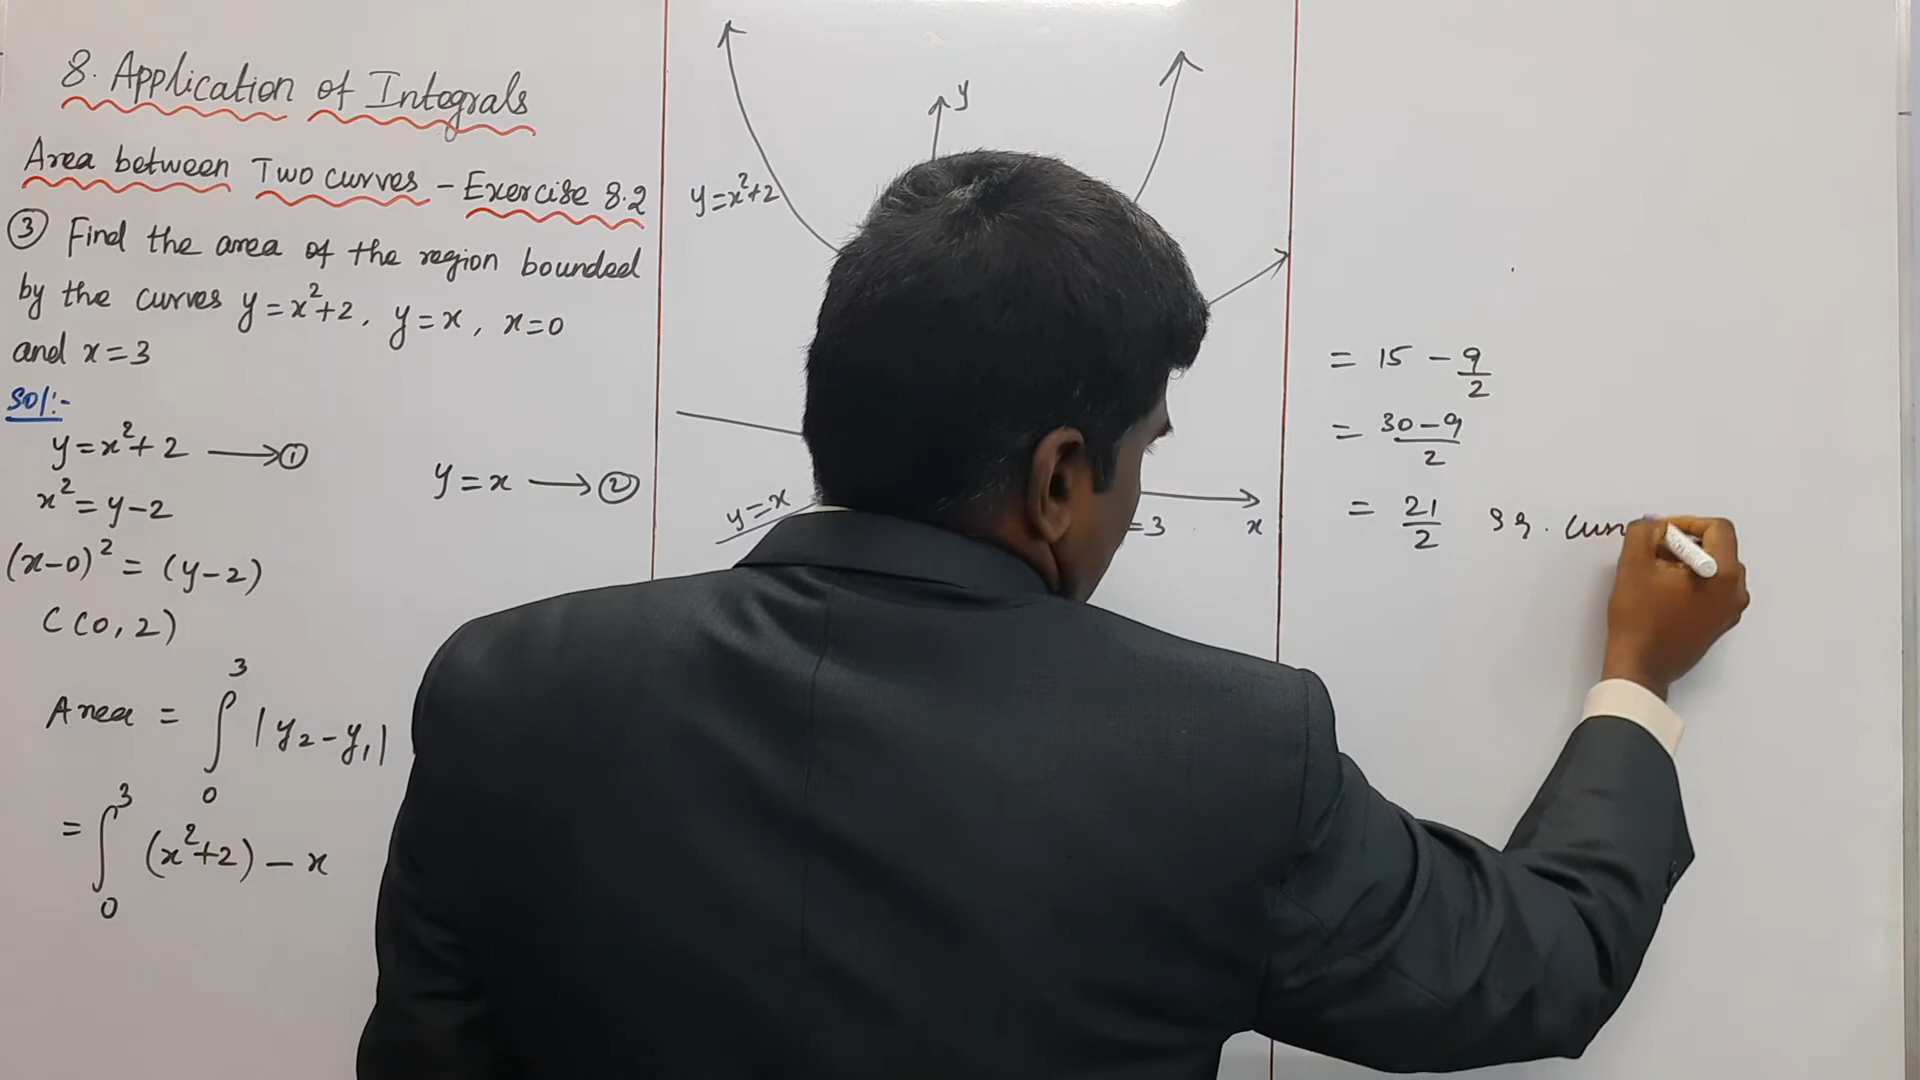 8. Application of Integrals
Area between Two curves - Exercise 8.2
③ Find the area of the region bounded
by the curves y = x²+2, y = x, x=0
and x=3
Sol:-
y = x²+2 ⟶ ①
x² = y-2
(x-0)² = (y-2)
C(0,2)
y = x ⟶ ②
Area = ∫₀³ |y₂-y₁|
= ∫₀³ (x²+2) - x
y
y=x²+2
y=x
=3
x
= 15 - 9/2
= 30-9/2
= 21/2 sq.